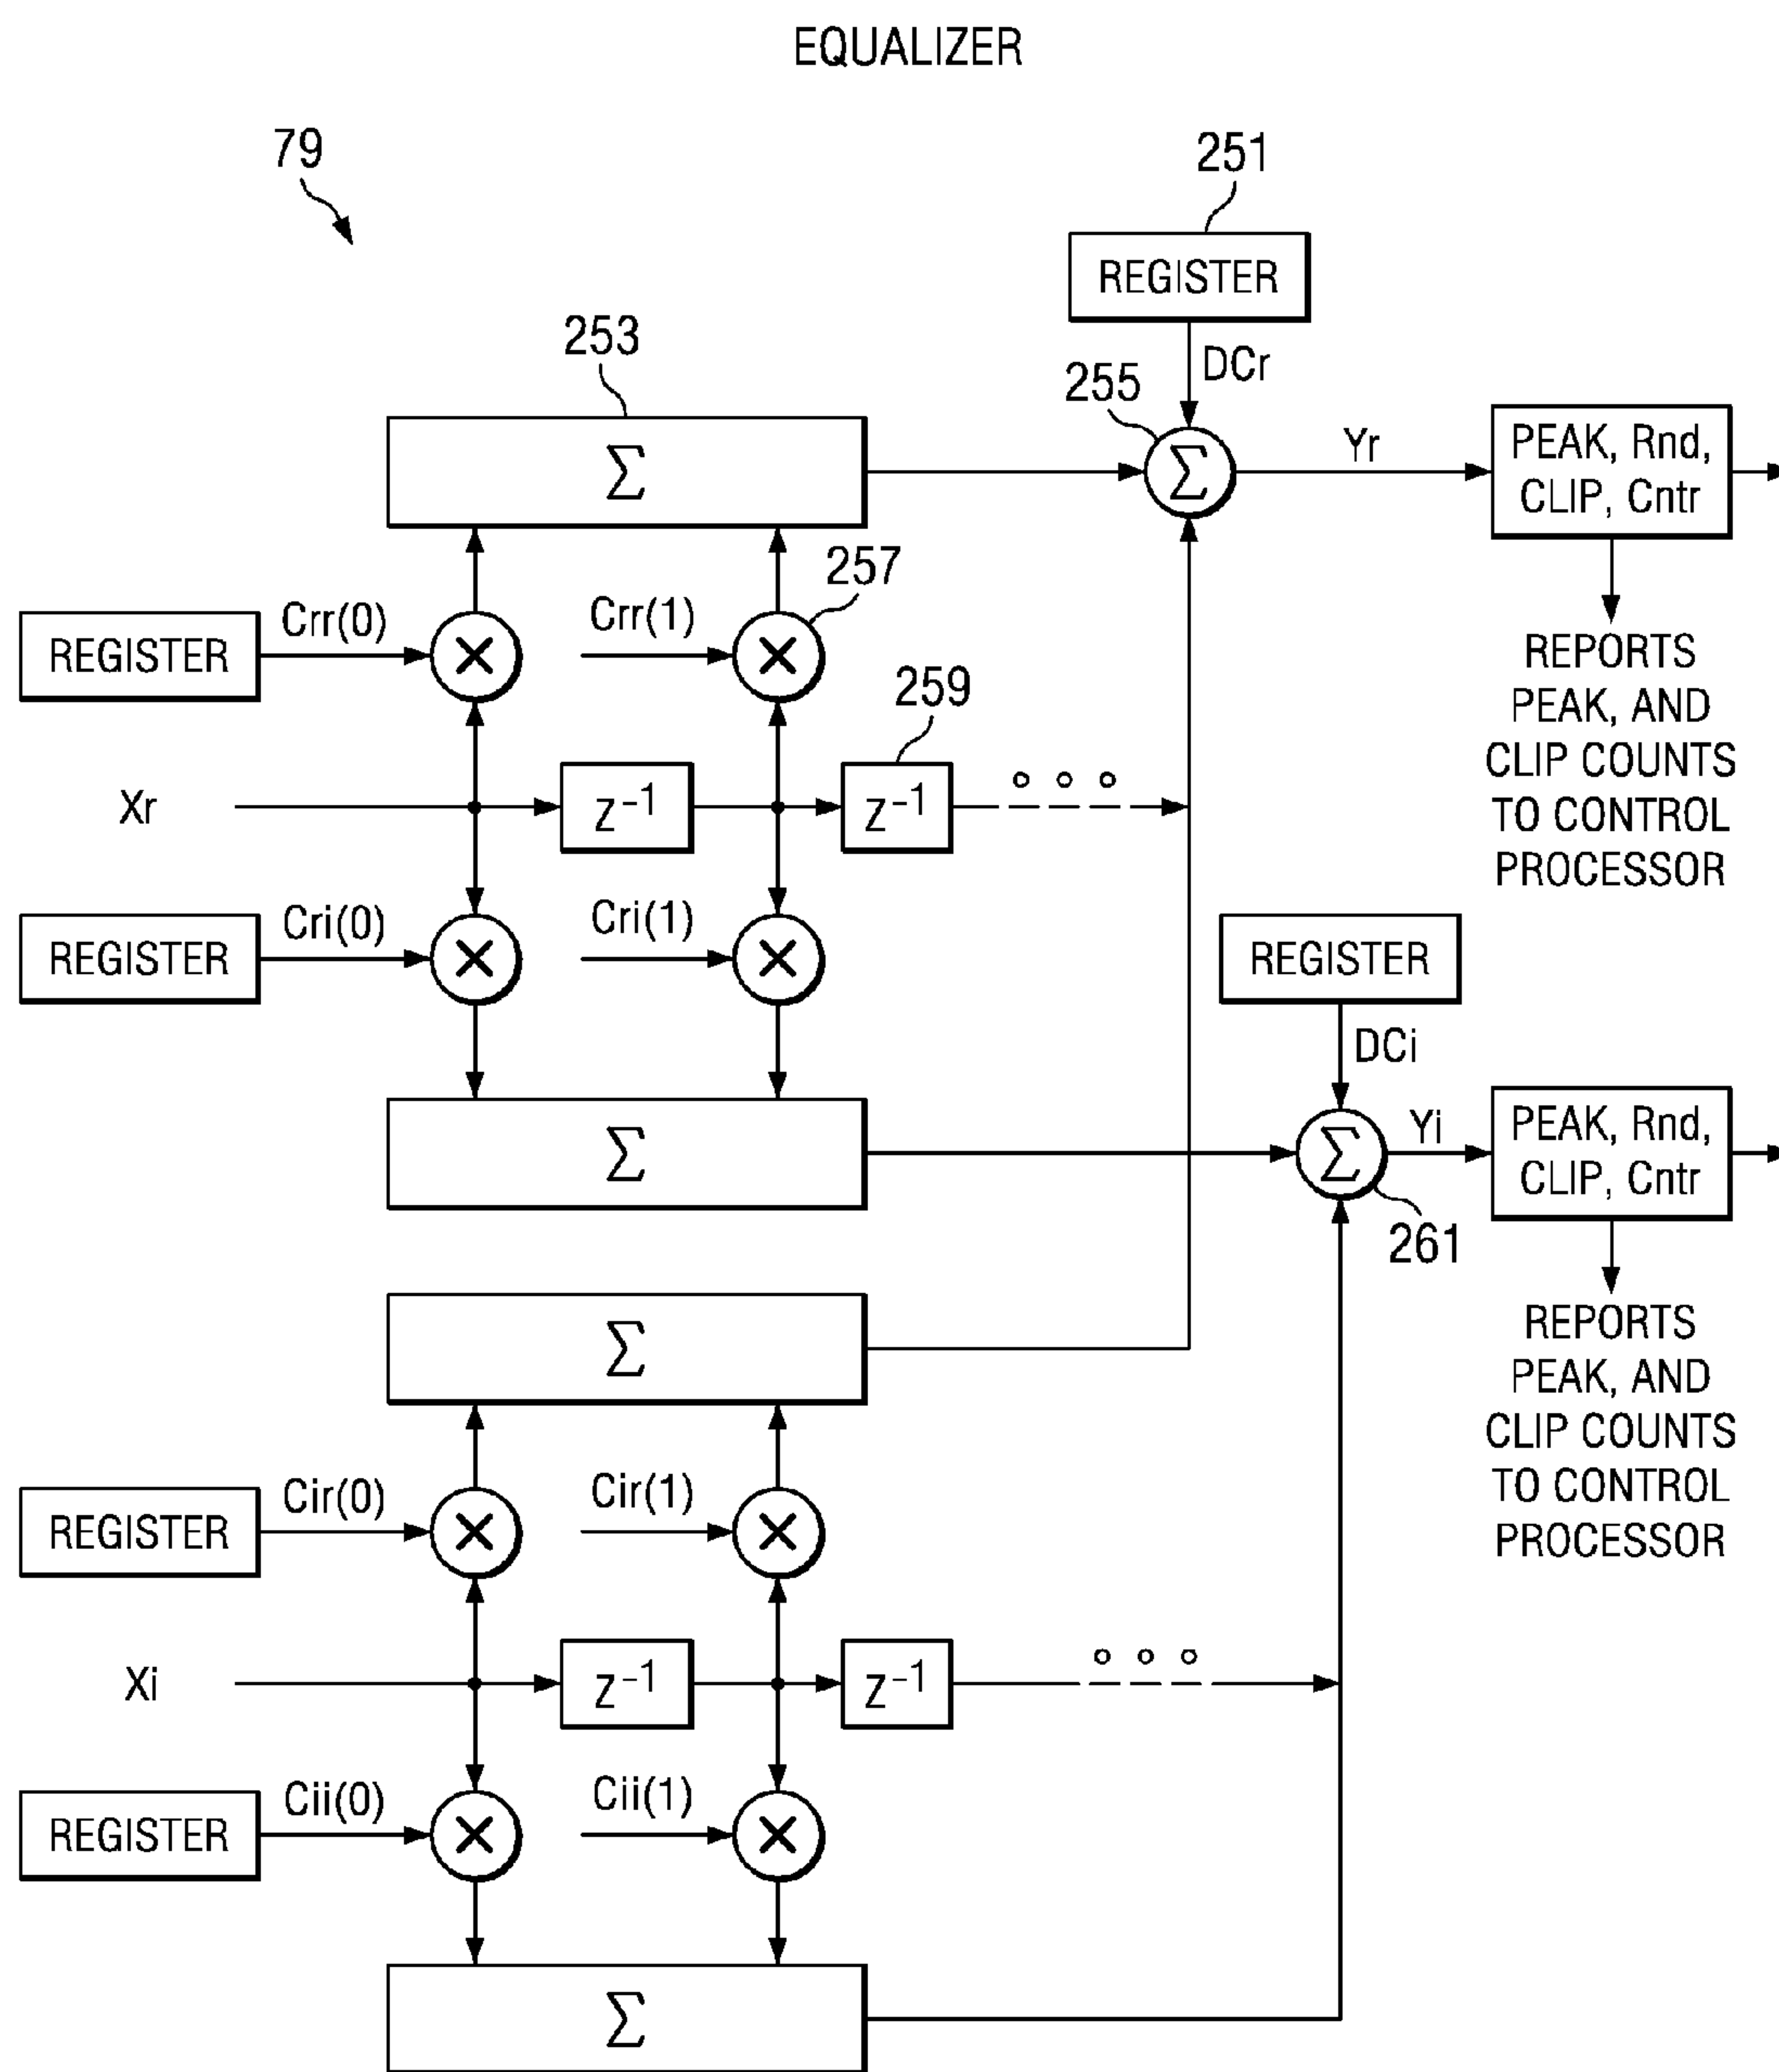 EQUALIZER
79
251
REGISTER
253
DCr
255
Σ
Σ
Yr
PEAK, Rnd,
CLIP, Cntr
257
REGISTER
Crr(0)
×
Crr(1)
×
REPORTS
PEAK, AND
CLIP COUNTS
TO CONTROL
PROCESSOR
259
Xr
z⁻¹
z⁻¹
REGISTER
Cri(0)
×
Cri(1)
×
REGISTER
DCi
Σ
Σ
Yi
PEAK, Rnd,
CLIP, Cntr
261
Σ
REPORTS
PEAK, AND
CLIP COUNTS
TO CONTROL
PROCESSOR
REGISTER
Cir(0)
×
Cir(1)
×
Xi
z⁻¹
z⁻¹
REGISTER
Cii(0)
×
Cii(1)
×
Σ